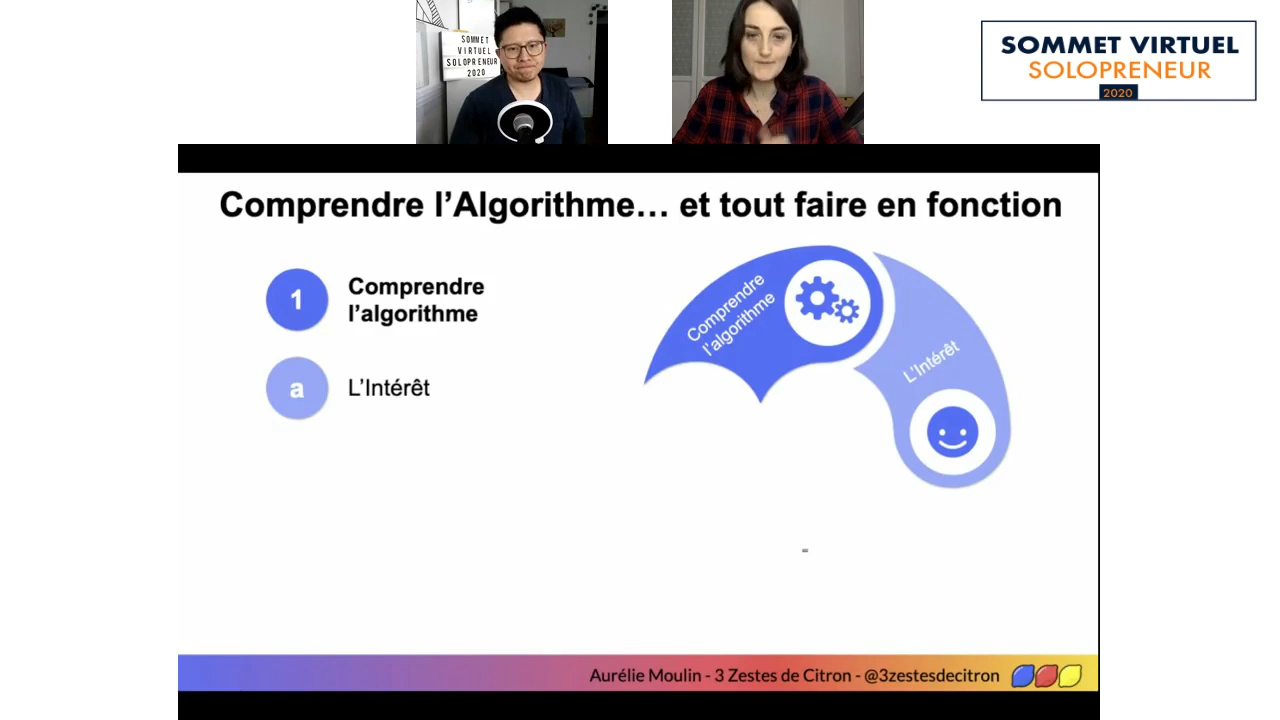 SOMMET
VIRTUEL
SOLOPRENEUR
2020
SOMMET VIRTUEL
SOLOPRENEUR
2020
Comprendre l'Algorithme… et tout faire en fonction
1
Comprendre
l'algorithme
a
L'Intérêt
Comprendre
l'algorithme
L'Intérêt
Aurélie Moulin - 3 Zestes de Citron - @3zestesdecitron